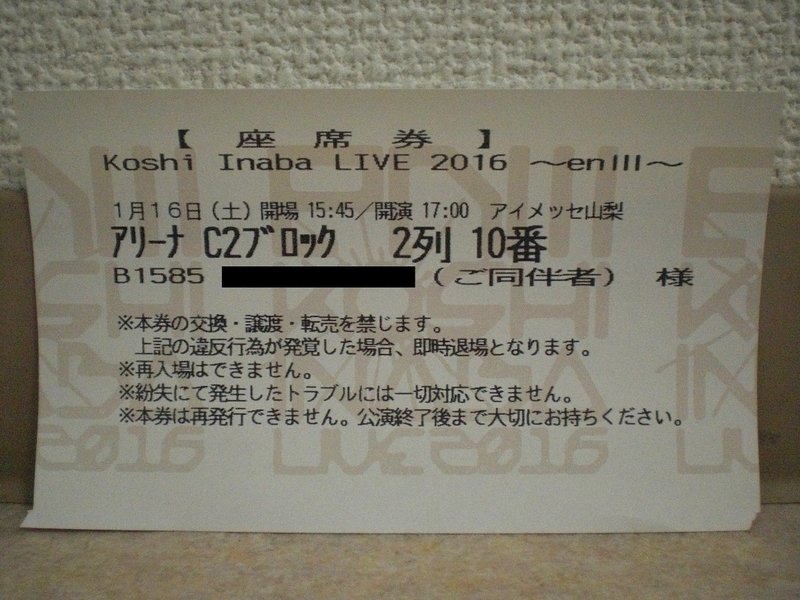 【 座 席 券 】
Koshi Inaba LIVE 2016 ～enIII～
1月16日(土)開場 15:45／開演 17:00 アイメッセ山梨
ｱﾘｰﾅ C2ﾌﾞﾛｯｸ 2列 10番
B1585 (ご同伴者) 様
※本券の交換・譲渡・転売を禁じます。
上記の違反行為が発覚した場合、即時退場となります。
※再入場はできません。
※紛失にて発生したトラブルには一切対応できません。
※本券は再発行できません。公演終了後まで大切にお持ちください。